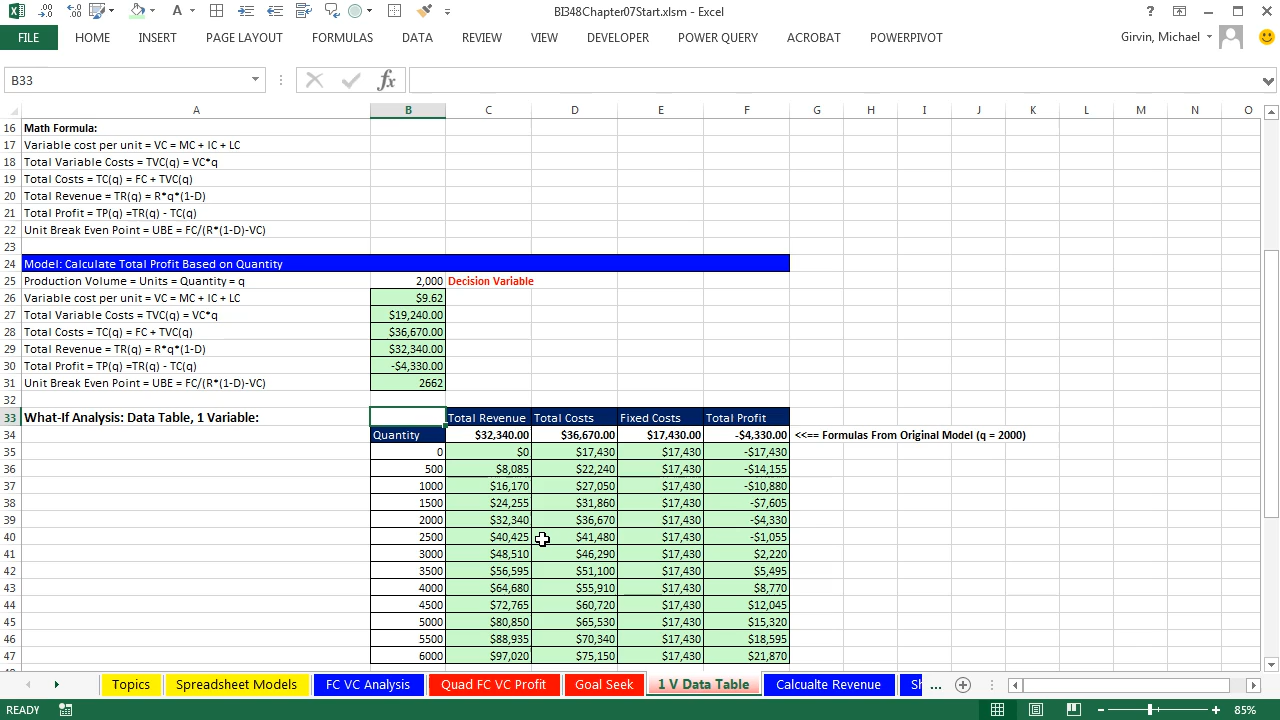 BI348Chapter07Start.xlsm - Excel
FILE HOME INSERT PAGE LAYOUT FORMULAS DATA REVIEW VIEW DEVELOPER POWER QUERY ACROBAT POWERPIVOT Girvin, Michael
B33 fx
A B C D E F G H I J K L M N O
16 Math Formula:
17 Variable cost per unit = VC = MC + IC + LC
18 Total Variable Costs = TVC(q) = VC*q
19 Total Costs = TC(q) = FC + TVC(q)
20 Total Revenue = TR(q) = R*q*(1-D)
21 Total Profit = TP(q) =TR(q) - TC(q)
22 Unit Break Even Point = UBE = FC/(R*(1-D)-VC)
23
24 Model: Calculate Total Profit Based on Quantity
25 Production Volume = Units = Quantity = q 2,000 Decision Variable
26 Variable cost per unit = VC = MC + IC + LC $9.62
27 Total Variable Costs = TVC(q) = VC*q $19,240.00
28 Total Costs = TC(q) = FC + TVC(q) $36,670.00
29 Total Revenue = TR(q) = R*q*(1-D) $32,340.00
30 Total Profit = TP(q) =TR(q) - TC(q) -$4,330.00
31 Unit Break Even Point = UBE = FC/(R*(1-D)-VC) 2662
32
33 What-If Analysis: Data Table, 1 Variable: Total Revenue Total Costs Fixed Costs Total Profit
34 Quantity $32,340.00 $36,670.00 $17,430.00 -$4,330.00 <<== Formulas From Original Model (q = 2000)
35 0 $0 $17,430 $17,430 -$17,430
36 500 $8,085 $22,240 $17,430 -$14,155
37 1000 $16,170 $27,050 $17,430 -$10,880
38 1500 $24,255 $31,860 $17,430 -$7,605
39 2000 $32,340 $36,670 $17,430 -$4,330
40 2500 $40,425 $41,480 $17,430 -$1,055
41 3000 $48,510 $46,290 $17,430 $2,220
42 3500 $56,595 $51,100 $17,430 $5,495
43 4000 $64,680 $55,910 $17,430 $8,770
44 4500 $72,765 $60,720 $17,430 $12,045
45 5000 $80,850 $65,530 $17,430 $15,320
46 5500 $88,935 $70,340 $17,430 $18,595
47 6000 $97,020 $75,150 $17,430 $21,870
Topics Spreadsheet Models FC VC Analysis Quad FC VC Profit Goal Seek 1 V Data Table Calcualte Revenue Sh ...
READY 85%